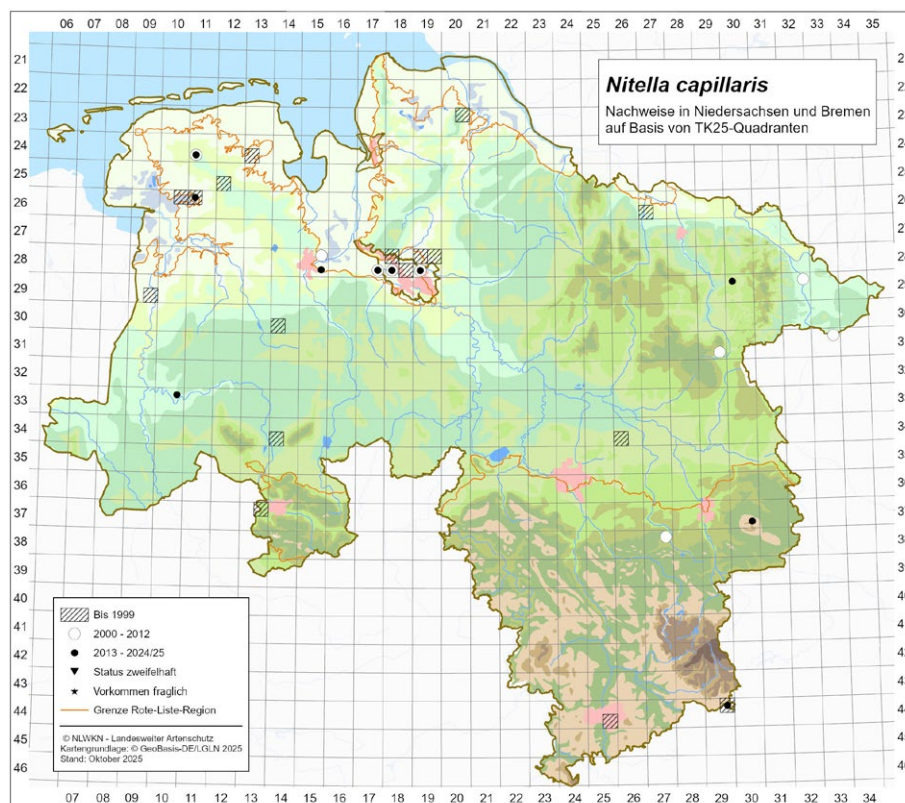 06 07 08 09 10 11 12 13 14 15 16 17 18 19 20 21 22 23 24 25 26 27 28 29 30 31 32 33 34 35
Nitella capillaris
Nachweise in Niedersachsen und Bremen
auf Basis von TK25-Quadranten
21
22
23
24
25
26
27
28
29
30
31
32
33
34
35
36
37
38
39
40
41
42
43
44
45
46
Bis 1999
2000 - 2012
2013 - 2024/25
Status zweifelhaft
Vorkommen fraglich
Grenze Rote-Liste-Region
© NLWKN - Landesweiter Artenschutz
Kartengrundlage: © GeoBasis-DE/LGLN 2025
Stand: Oktober 2025
07 08 09 10 11 12 13 14 15 16 17 18 19 20 21 22 23 24 25 26 27 28 29 30 31 32 33 34